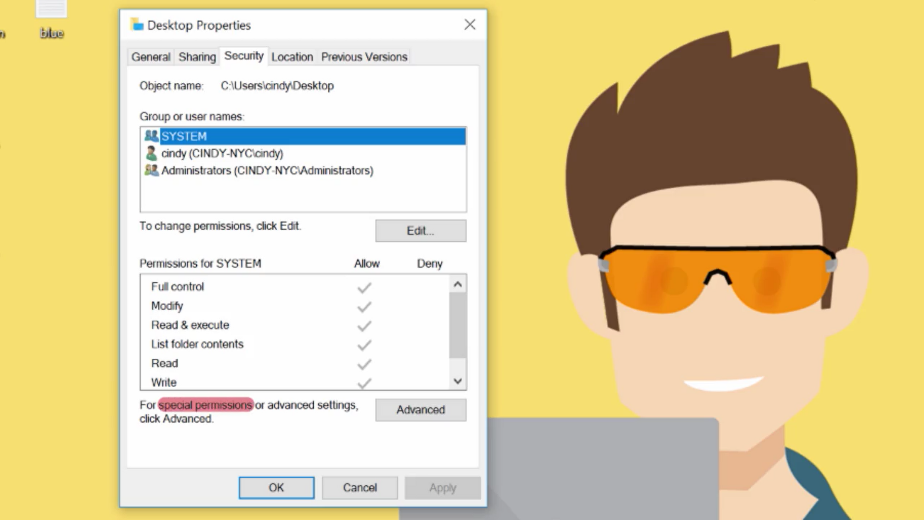 blue
Desktop Properties
General Sharing Security Location Previous Versions
Object name: C:\Users\cindy\Desktop
Group or user names:
SYSTEM
cindy (CINDY-NYC\cindy)
Administrators (CINDY-NYC\Administrators)
To change permissions, click Edit.
Edit...
Permissions for SYSTEM Allow Deny
Full control
Modify
Read & execute
List folder contents
Read
Write
For special permissions or advanced settings,
click Advanced.
Advanced
OK Cancel Apply